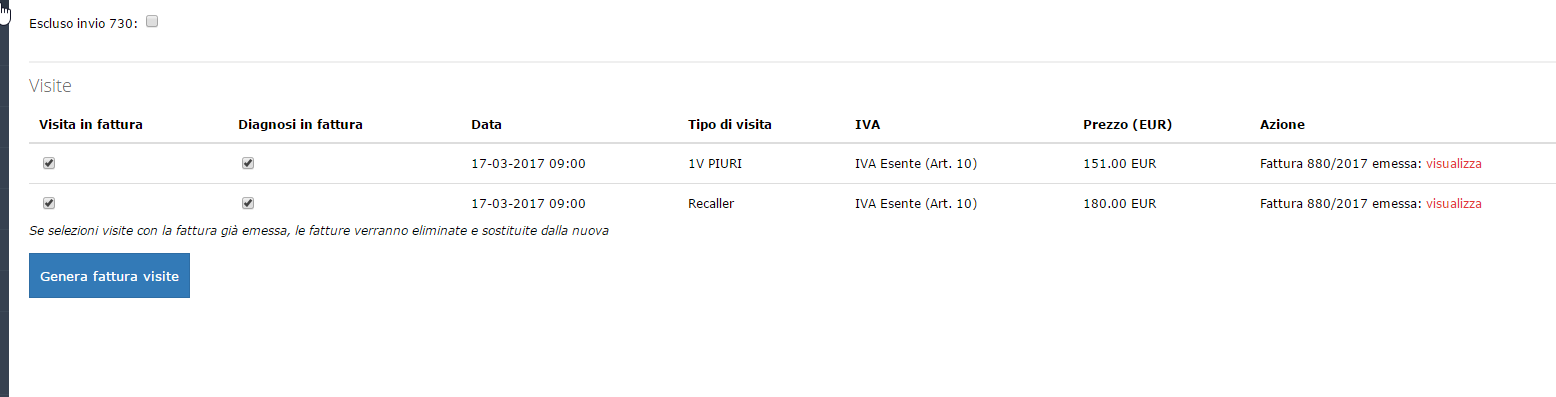 Escluso invio 730:
Visite
Visita in fattura Diagnosi in fattura Data Tipo di visita IVA Prezzo (EUR) Azione
17-03-2017 09:00 1V PIURI IVA Esente (Art. 10) 151.00 EUR Fattura 880/2017 emessa: visualizza
17-03-2017 09:00 Recaller IVA Esente (Art. 10) 180.00 EUR Fattura 880/2017 emessa: visualizza
Se selezioni visite con la fattura già emessa, le fatture verranno eliminate e sostituite dalla nuova
Genera fattura visite